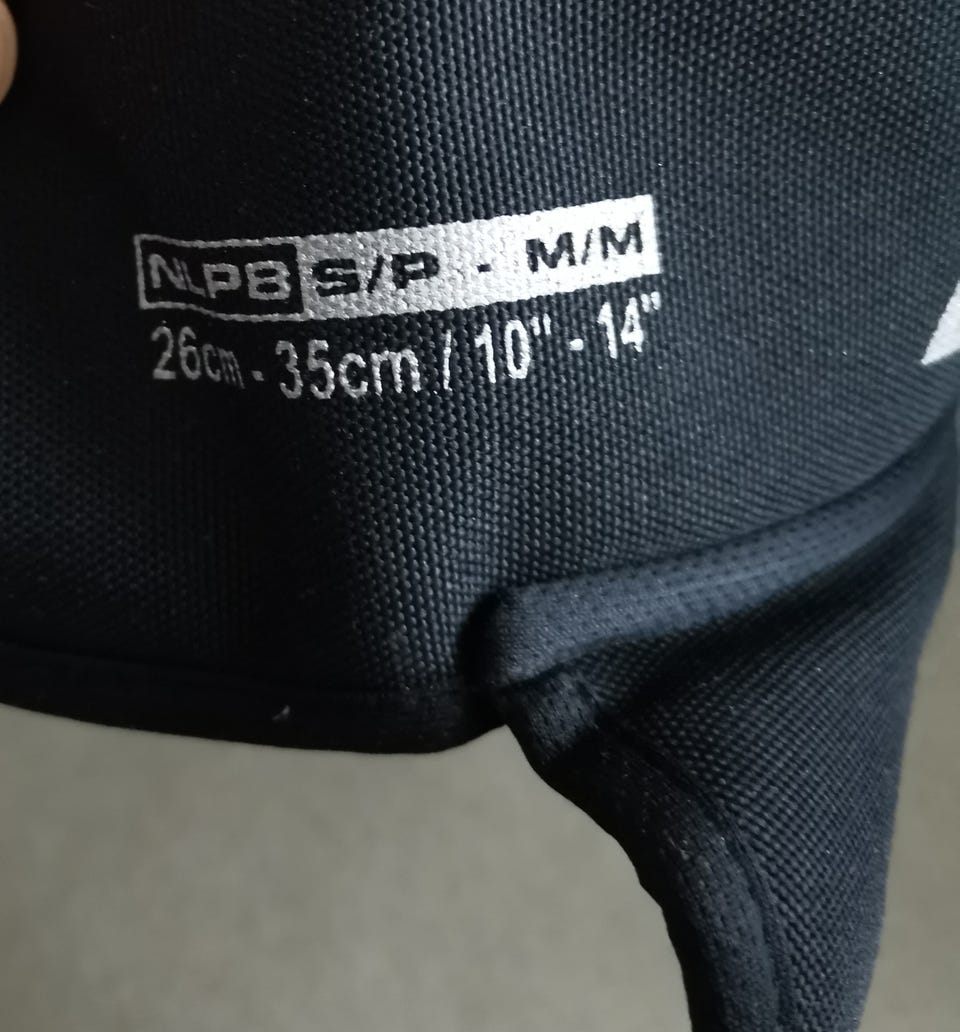 NLP8 S/P - M/M
26cm - 35cm / 10" - 14"